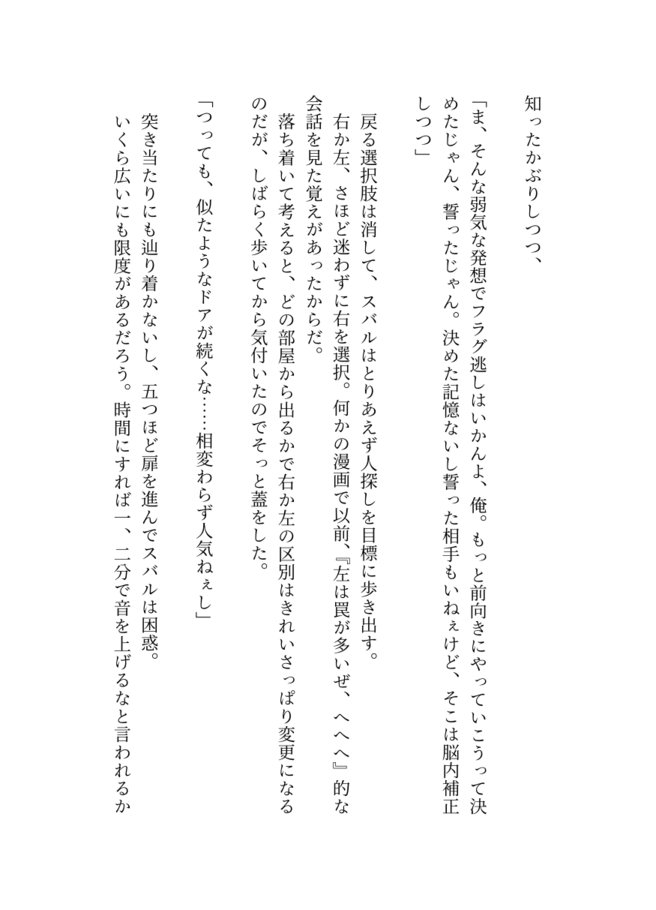 知ったかぶりしつつ、
「ま、そんな弱気な発想でフラグ逃しはいかんよ、俺。もっと前向きにやっていこうって決
めたじゃん、誓ったじゃん。決めた記憶ないし誓った相手もいねぇけど、そこは脳内補正
しつつ」
戻る選択肢は消して、スバルはとりあえず人探しを目標に歩き出す。
右か左、さほど迷わずに右を選択。何かの漫画で以前、『左は罠が多いぜ、へへへ』的な
会話を見た覚えがあったからだ。
落ち着いて考えると、どの部屋から出るかで右か左の区別はきれいさっぱり変更になる
のだが、しばらく歩いてから気付いたのでそっと蓋をした。
「つっても、似たようなドアが続くな……相変わらず人気ねぇし」
突き当たりにも辿り着かないし、五つほど扉を進んでスバルは困惑。
いくら広いにも限度があるだろう。時間にすれば一、二分で音を上げるなと言われるか